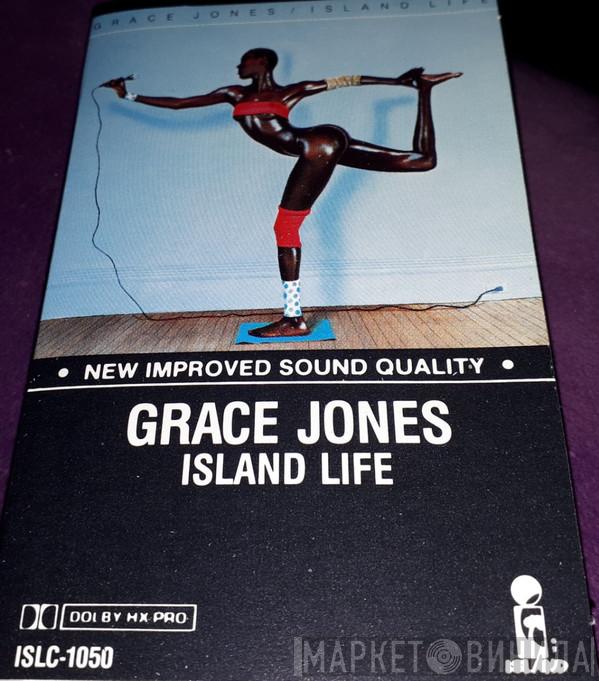 GRACE JONES / ISLAND LIFE
• NEW IMPROVED SOUND QUALITY •
GRACE JONES
ISLAND LIFE
DOLBY HX PRO
ISLC-1050
МАРКЕТ ВИНИЛА